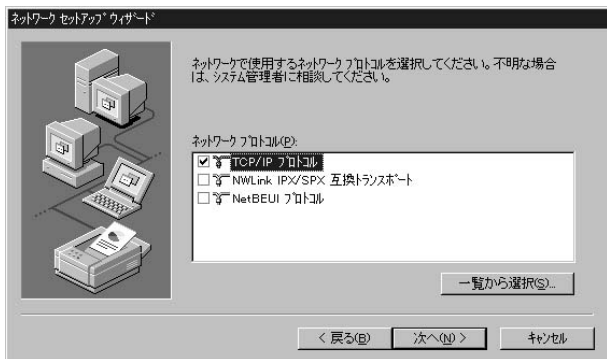 ﾈｯﾄﾜｰｸ ｾｯﾄｱｯﾌﾟ ｳｨｻﾞｰﾄﾞ
ﾈｯﾄﾜｰｸで使用するﾈｯﾄﾜｰｸ ﾌﾟﾛﾄｺﾙを選択してください。不明な場合
は、ｼｽﾃﾑ管理者に相談してください。
ﾈｯﾄﾜｰｸ ﾌﾟﾛﾄｺﾙ(P):
TCP/IP ﾌﾟﾛﾄｺﾙ
NWLink IPX/SPX 互換ﾄﾗﾝｽﾎﾟｰﾄ
NetBEUI ﾌﾟﾛﾄｺﾙ
一覧から選択(S)...
< 戻る(B) 次へ(N) > ｷｬﾝｾﾙ